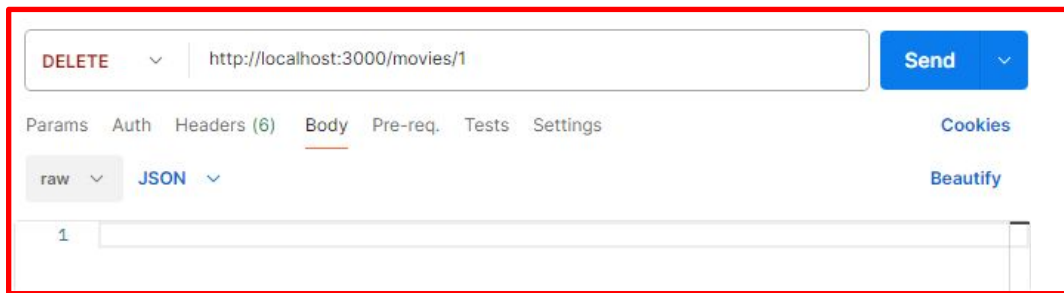 DELETE http://localhost:3000/movies/1 Send
Params Auth Headers (6) Body Pre-req. Tests Settings Cookies
raw JSON Beautify
1